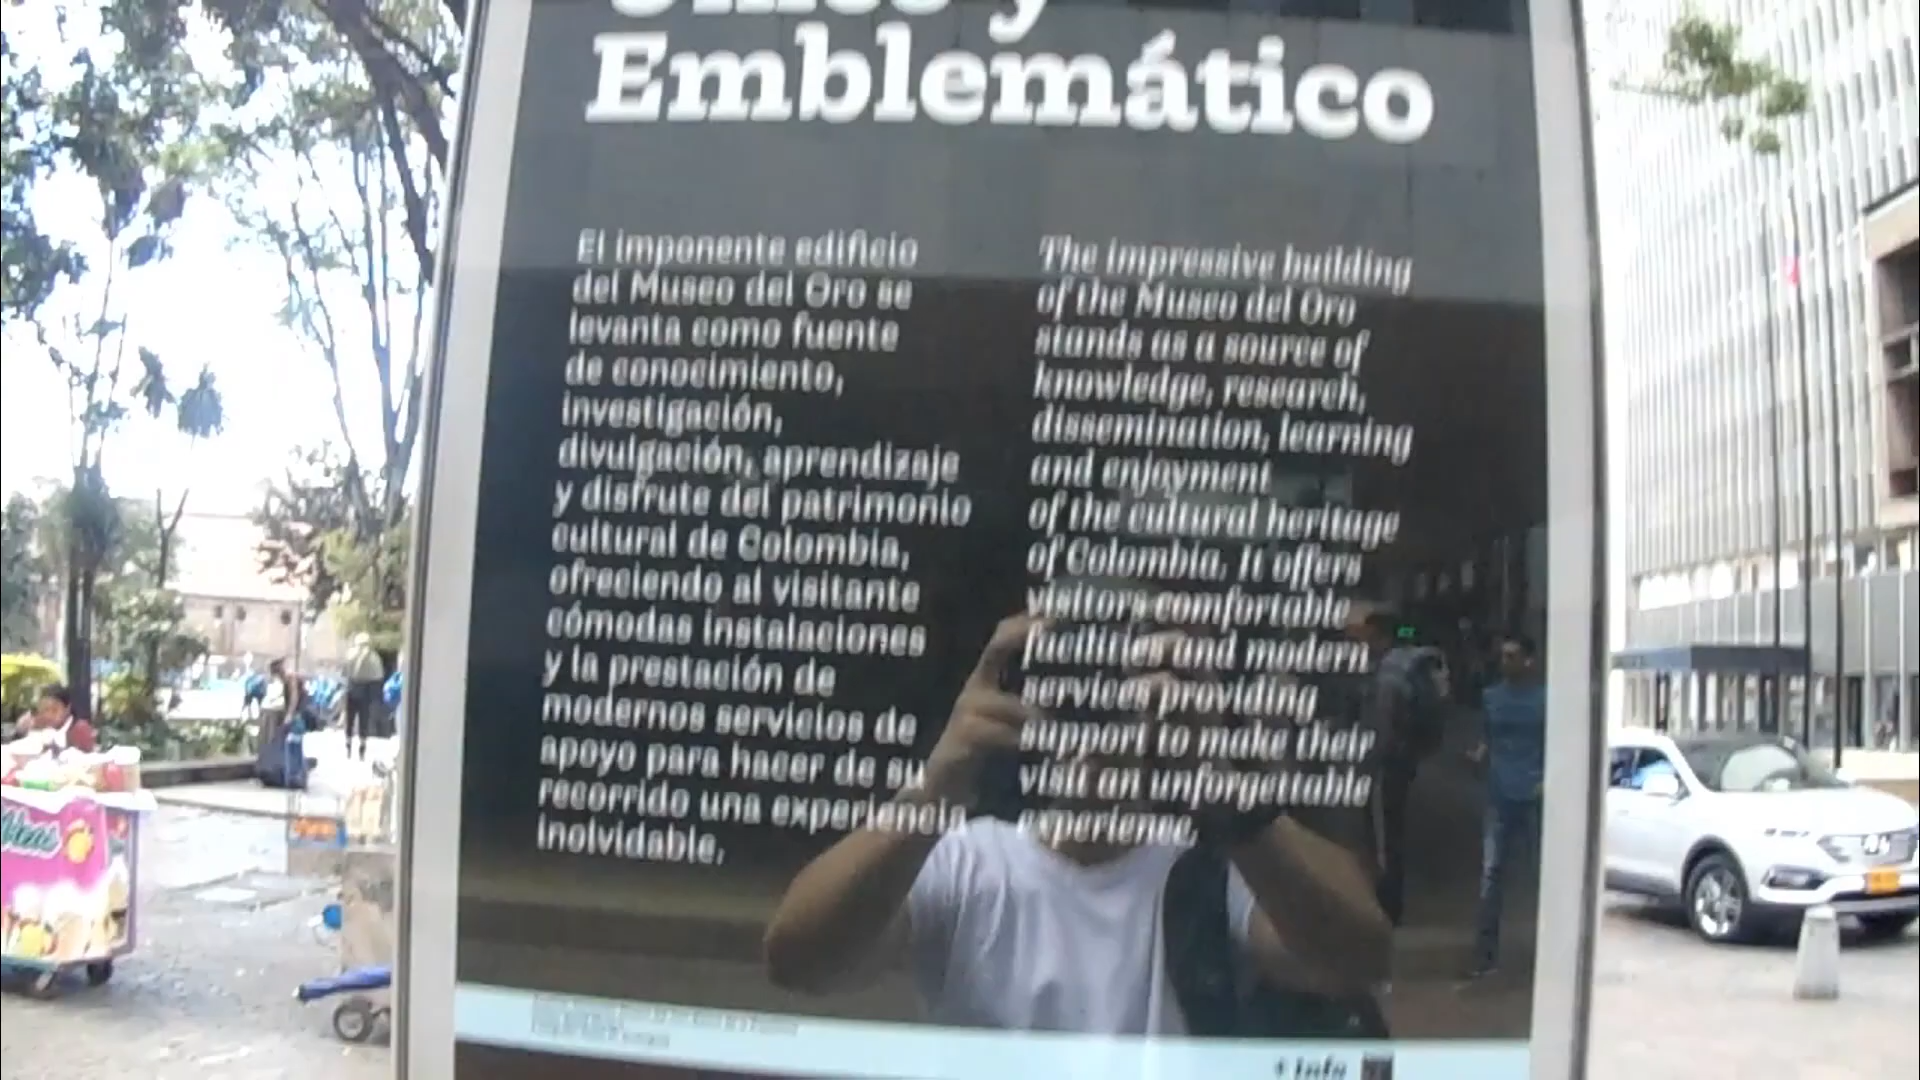 Único y
Emblemático
El imponente edificio
del Museo del Oro se
levanta como fuente
de conocimiento,
investigación,
divulgación, aprendizaje
y disfrute del patrimonio
cultural de Colombia,
ofreciendo al visitante
cómodas instalaciones
y la prestación de
modernos servicios de
apoyo para hacer de su
recorrido una experiencia
inolvidable.
The impressive building
of the Museo del Oro
stands as a source of
knowledge, research,
dissemination, learning
and enjoyment
of the cultural heritage
of Colombia. It offers
visitors comfortable
facilities and modern
services providing
support to make their
visit an unforgettable
experience.
+ Info